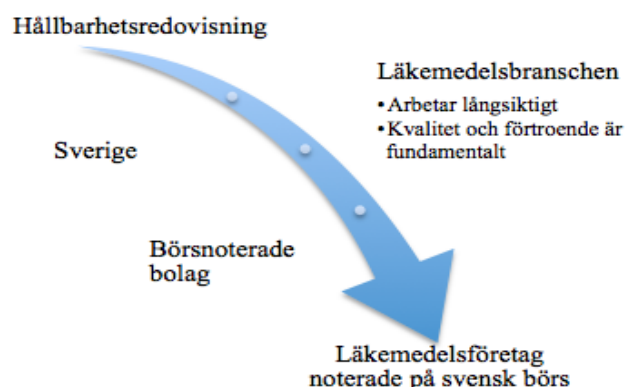 Hållbarhetsredovisning
Läkemedelsbranschen
• Arbetar långsiktigt
• Kvalitet och förtroende är
fundamentalt
Sverige
Börsnoterade
bolag
Läkemedelsföretag
noterade på svensk börs